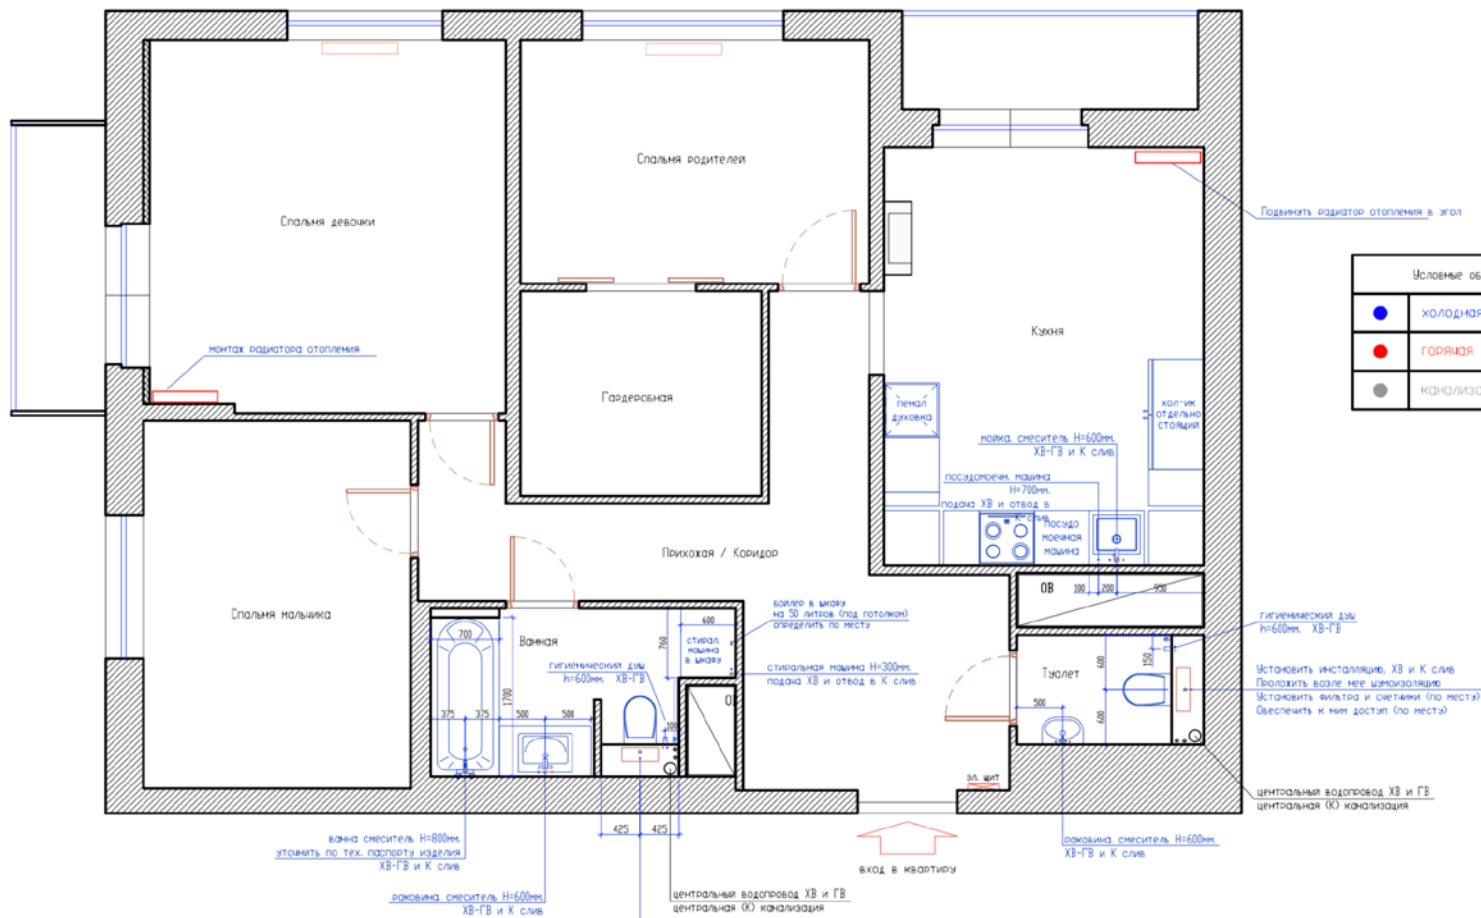 Спальня родителей
Спальня девочки
Подвинуть радиатор отопления в угол
Условные об
холодная
горячая
канализа
Кухня
монтаж радиатора отопления
Гардеробная
пенал
духовка
хол-ик
отдельно
стоящий
мойка, смеситель H=600мм.
ХВ-ГВ и К слив
посудомоечн. машина
H=700мм.
подача ХВ и отвод в
К слив
посудо
моечная
машина
Прихожая / Коридор
ОВ
100
200
950
Спальня мальчика
Ванная
700
600
760
стирал.
машина
в шкафу
бойлер в шкафу
на 50 литров (под потолком)
определить по месту
гигиенический душ
h=600мм. ХВ-ГВ
стиральная машина H=300мм.
подача ХВ и отвод в К слив
1700
375
375
500
500
100
О
Туалет
600
150
500
600
гигиенический душ
h=600мм. ХВ-ГВ
Установить инсталляцию, ХВ и К слив
Проложить возле нее шумоизоляцию
Установить фильтра и счетчики (по месту)
Обеспечить к ним доступ (по месту)
эл. щит
центральный водопровод ХВ и ГВ
центральная (К) канализация
425
425
ванна смеситель H=800мм.
уточнить по тех. паспорту изделия
ХВ-ГВ и К слив
раковина, смеситель H=600мм.
ХВ-ГВ и К слив
вход в квартиру
раковина, смеситель H=600мм.
ХВ-ГВ и К слив
центральный водопровод ХВ и ГВ
центральная (К) канализация